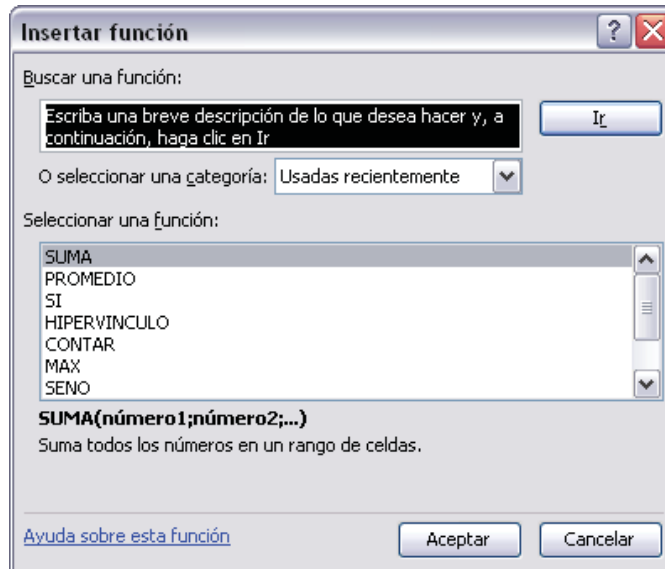 Insertar función
Buscar una función:
Escriba una breve descripción de lo que desea hacer y, a
continuación, haga clic en Ir
Ir
O seleccionar una categoría: Usadas recientemente
Seleccionar una función:
SUMA
PROMEDIO
SI
HIPERVINCULO
CONTAR
MAX
SENO
SUMA(número1;número2;...)
Suma todos los números en un rango de celdas.
Ayuda sobre esta función
Aceptar
Cancelar